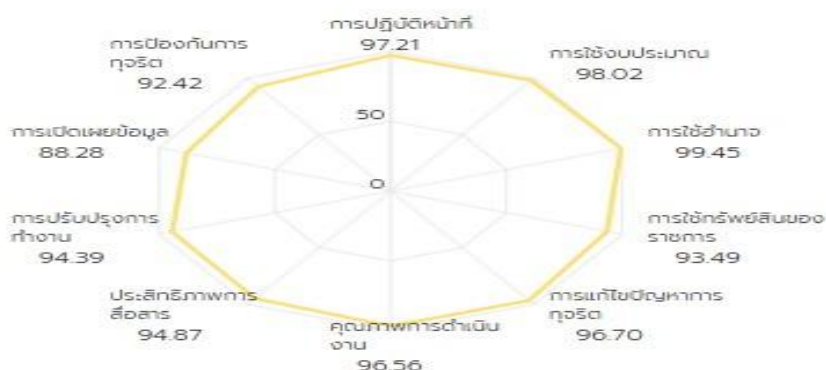 การปฏิบัติหน้าที่
97.21
การใช้งบประมาณ
98.02
การใช้อำนาจ
99.45
การใช้ทรัพย์สินของ
ราชการ
93.49
การแก้ไขปัญหาการ
ทุจริต
96.70
คุณภาพการดำเนิน
งาน
96.56
ประสิทธิภาพการ
สื่อสาร
94.87
การปรับปรุงการ
ทำงาน
94.39
การเปิดเผยข้อมูล
88.28
การป้องกันการ
ทุจริต
92.42
50
0